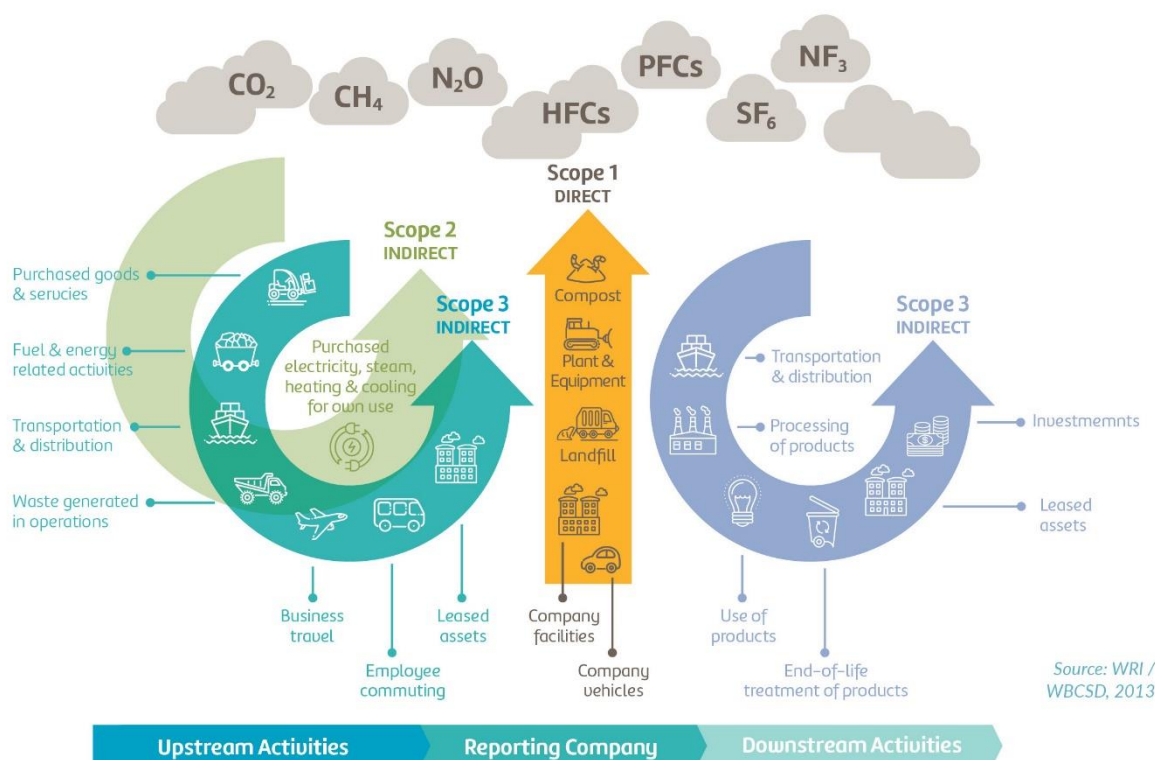 CO₂
CH₄
N₂O
HFCs
PFCs
SF₆
NF₃
Scope 1
DIRECT
Scope 2
INDIRECT
Scope 3
INDIRECT
Scope 3
INDIRECT
Purchased goods
& servcies
Fuel & energy
related activities
Transportation
& distribution
Waste generated
in operations
Purchased
electricity, steam,
heating & cooling
for own use
Business
travel
Employee
commuting
Leased
assets
Compost
Plant &
Equipment
Landfill
Company
facilities
Company
vehicles
Transportation
& distribution
Processing
of products
Use of
products
End-of-life
treatment of products
Investmemnts
Leased
assets
Source: WRI /
WBCSD, 2013
Upstream Activities
Reporting Company
Downstream Activities